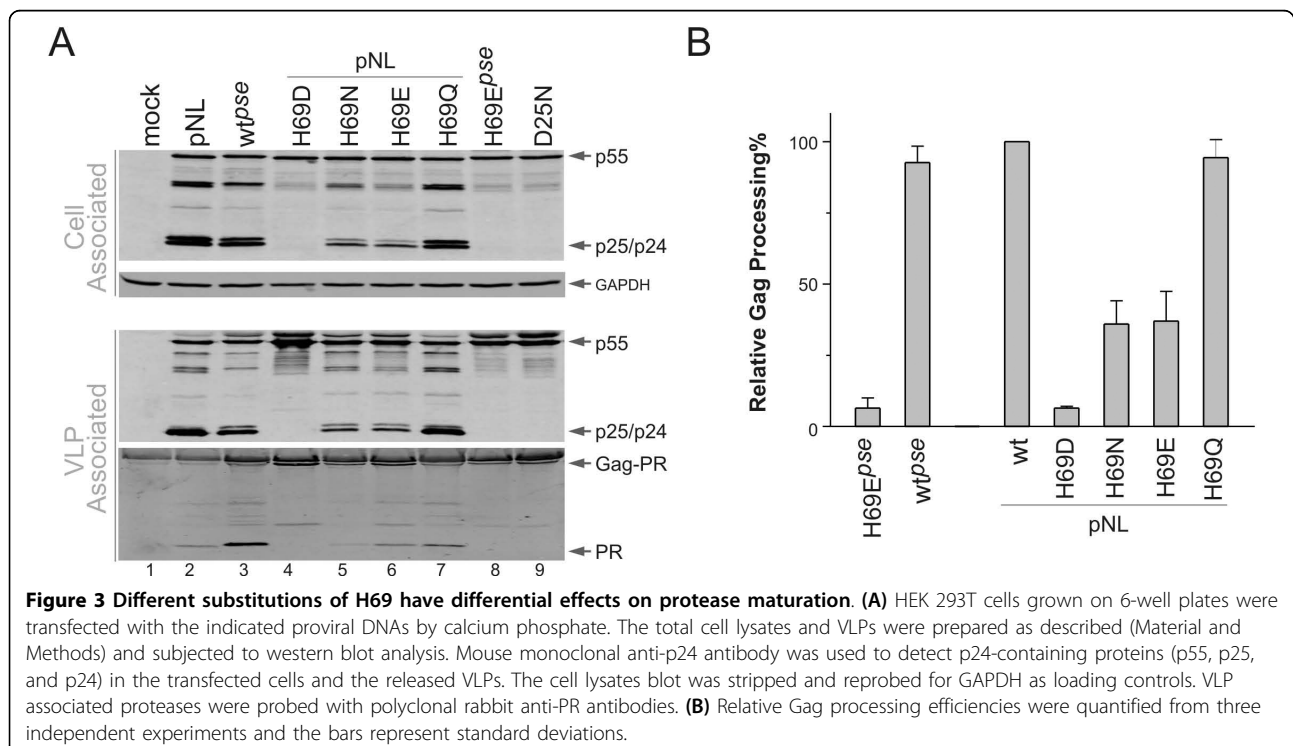 A
pNL
mock
pNL
wtpse
H69D
H69N
H69E
H69Q
H69Epse
D25N
Cell
Associated
p55
p25/p24
GAPDH
VLP
Associated
p55
p25/p24
Gag-PR
PR
1 2 3 4 5 6 7 8 9
B
Relative Gag Processing%
100
50
0
H69Epse
wtpse
wt
H69D
H69N
H69E
H69Q
pNL
Figure 3 Different substitutions of H69 have differential effects on protease maturation. (A) HEK 293T cells grown on 6-well plates were
transfected with the indicated proviral DNAs by calcium phosphate. The total cell lysates and VLPs were prepared as described (Material and
Methods) and subjected to western blot analysis. Mouse monoclonal anti-p24 antibody was used to detect p24-containing proteins (p55, p25,
and p24) in the transfected cells and the released VLPs. The cell lysates blot was stripped and reprobed for GAPDH as loading controls. VLP
associated proteases were probed with polyclonal rabbit anti-PR antibodies. (B) Relative Gag processing efficiencies were quantified from three
independent experiments and the bars represent standard deviations.